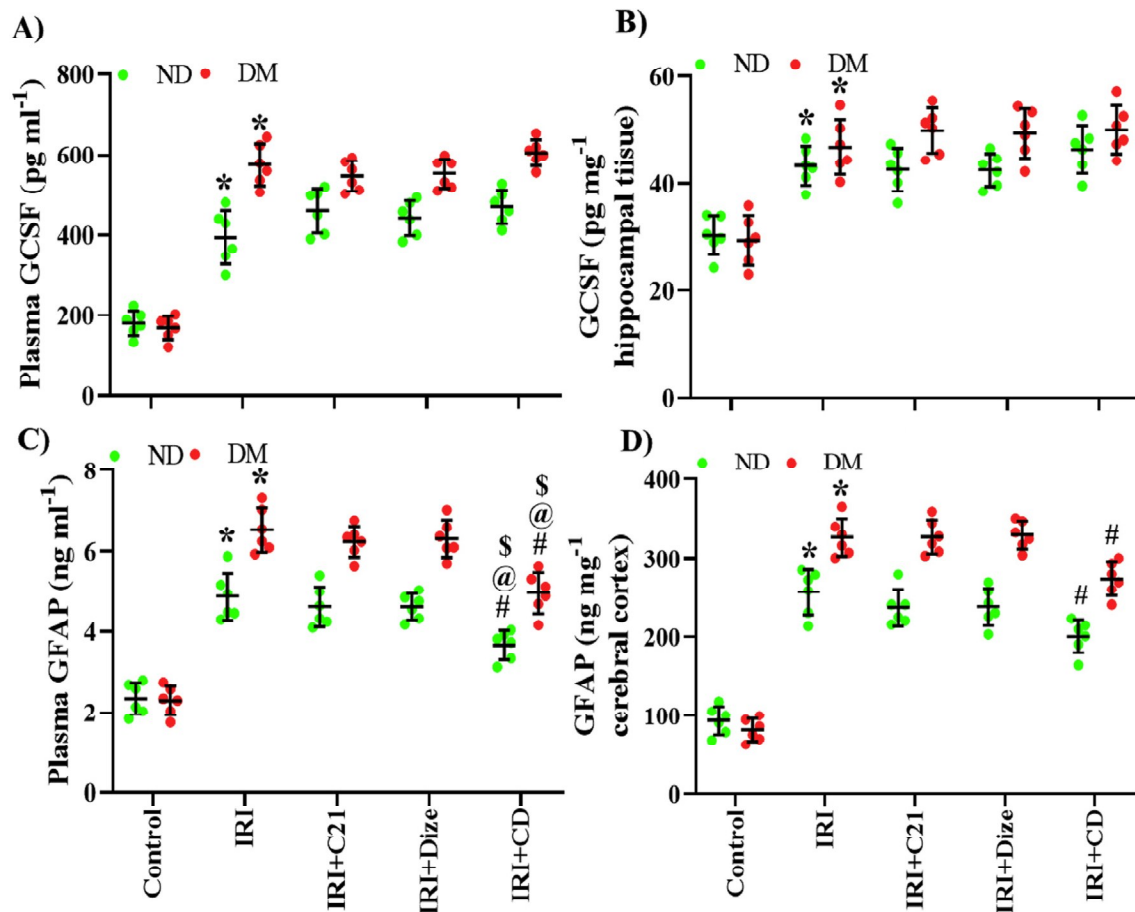 A)
ND DM
Plasma GCSF (pg ml⁻¹)
800
600
400
200
0
*
*
B)
ND DM
GCSF (pg mg⁻¹
hippocampal tissue)
60
40
20
0
*
*
C)
ND DM
Plasma GFAP (ng ml⁻¹)
8
6
4
2
0
*
*
$
@
#
$
@
#
Control
IRI
IRI+C21
IRI+Dize
IRI+CD
D)
ND DM
GFAP (ng mg⁻¹
cerebral cortex)
400
300
200
100
0
*
*
#
#
Control
IRI
IRI+C21
IRI+Dize
IRI+CD